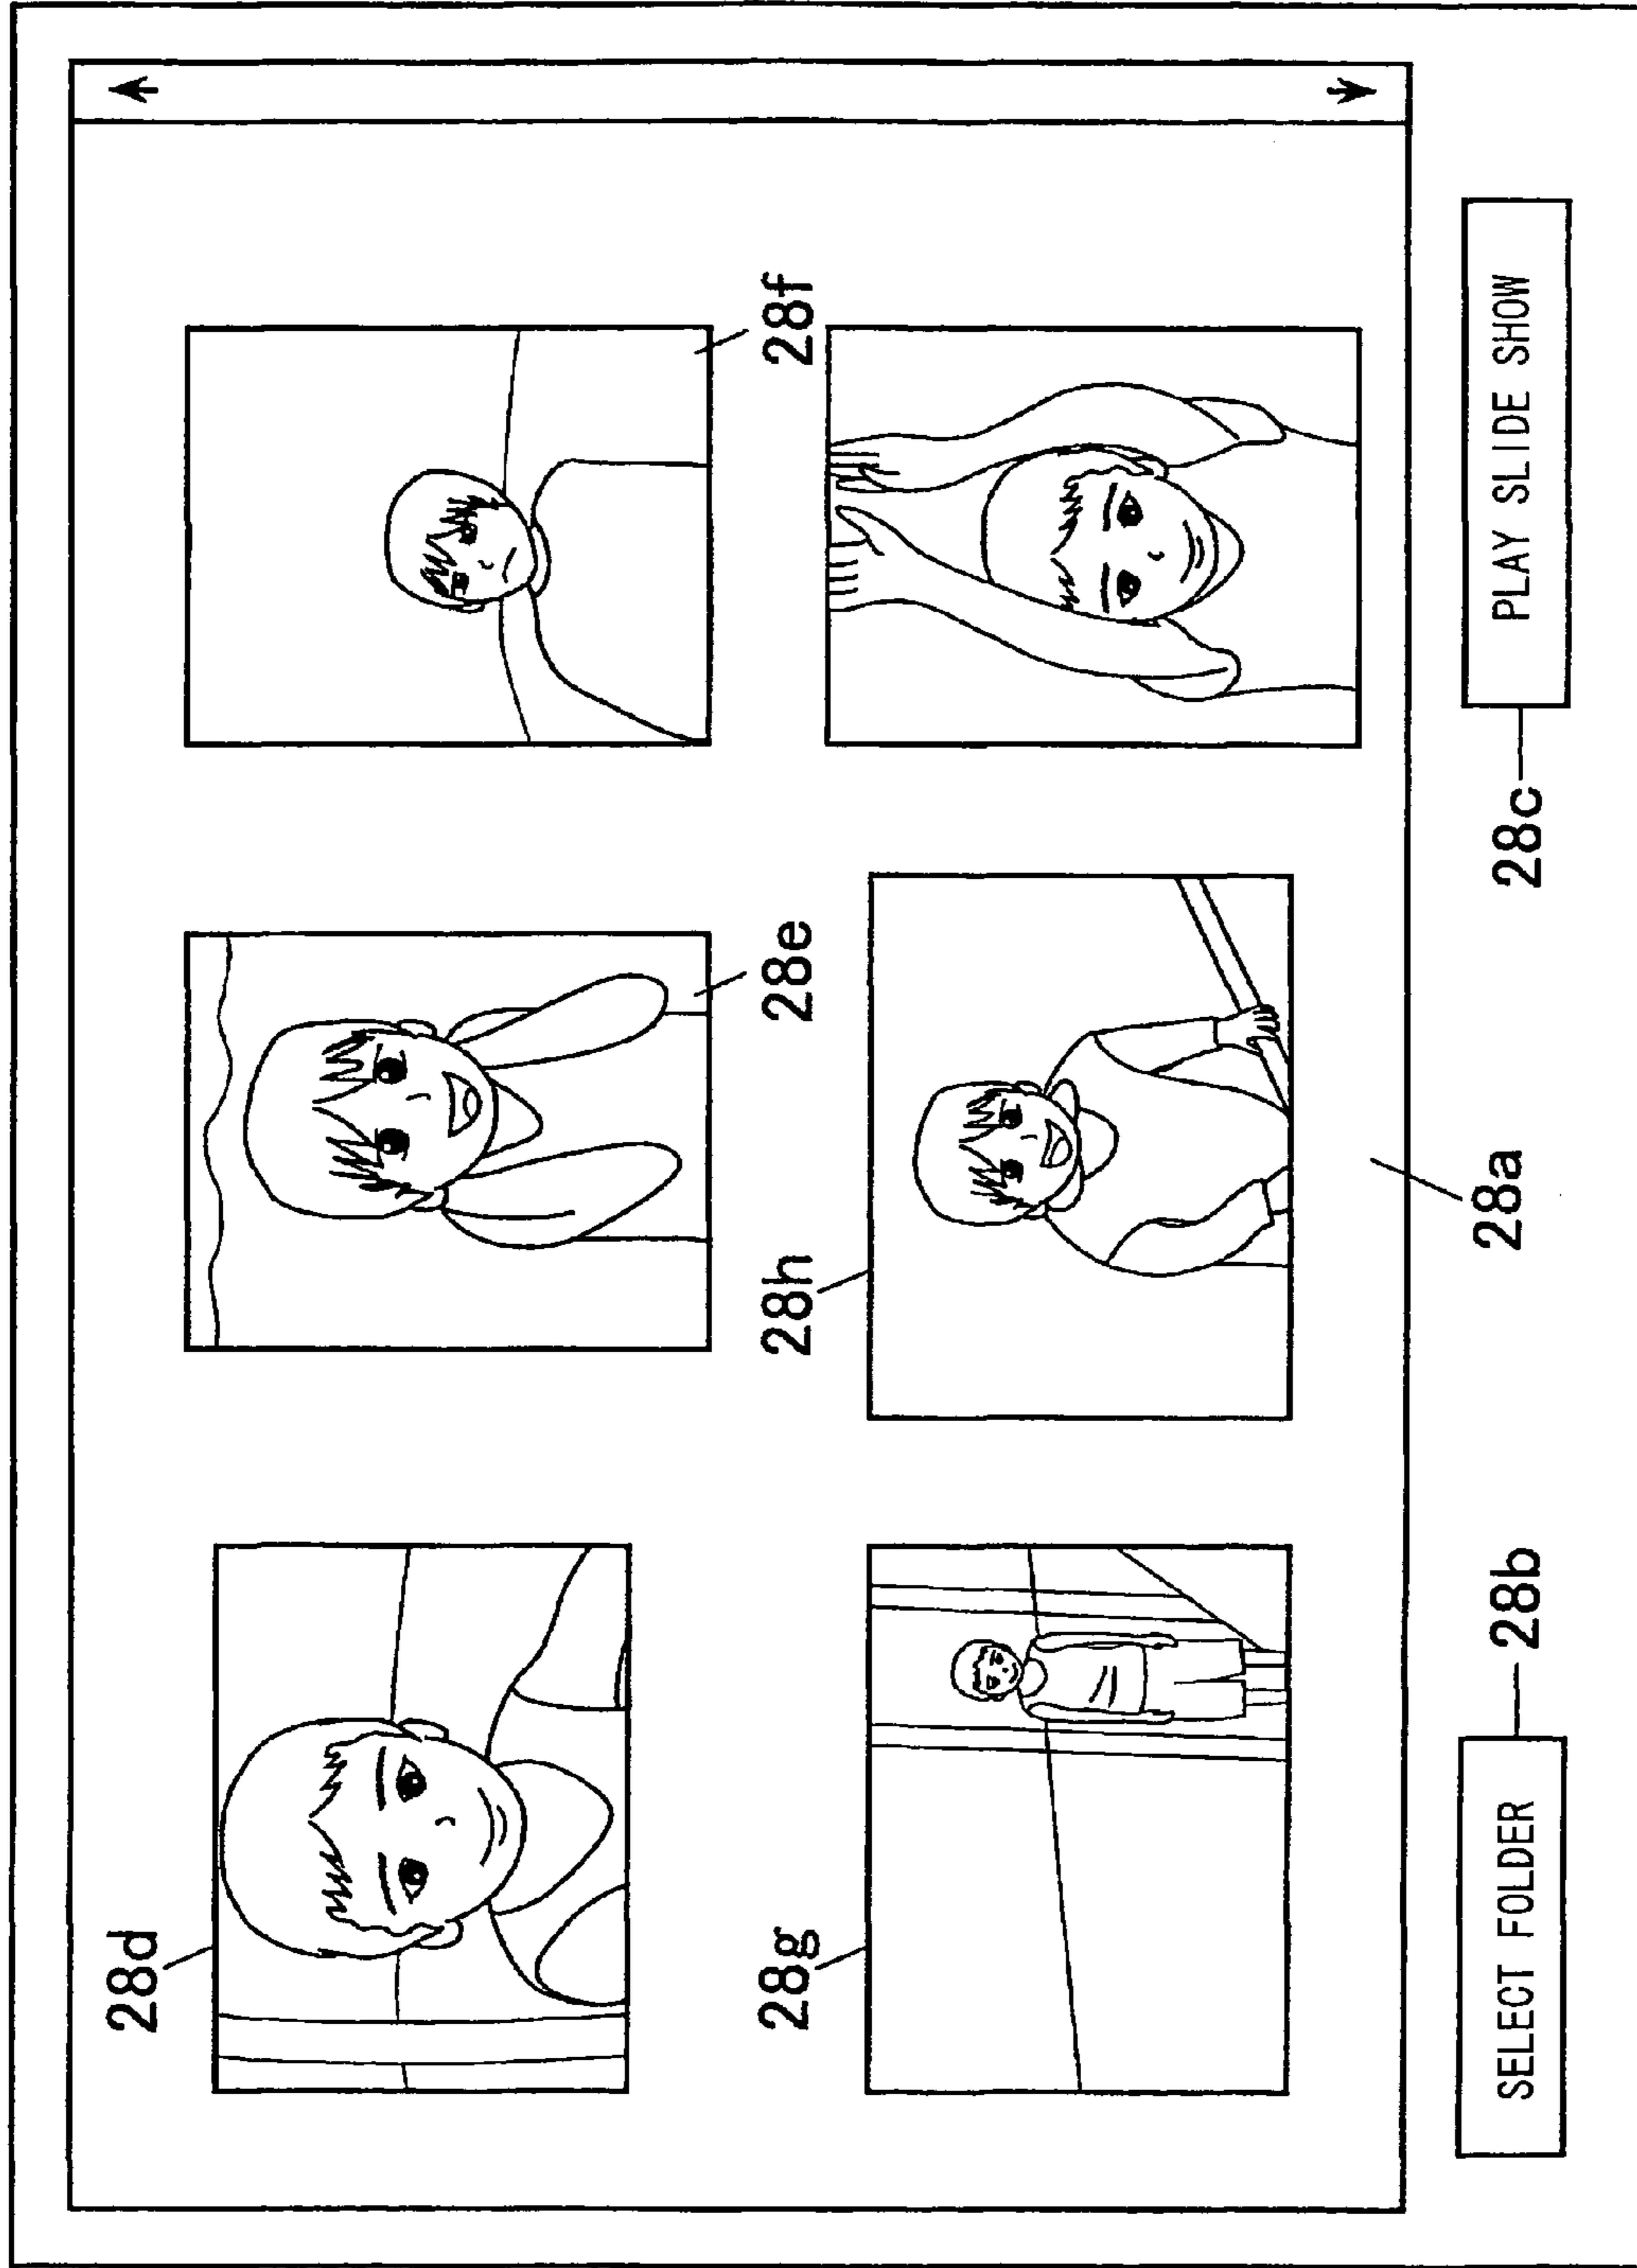 28d
28e
28f
28g
28h
28a
SELECT FOLDER
28b
28c
PLAY SLIDE SHOW